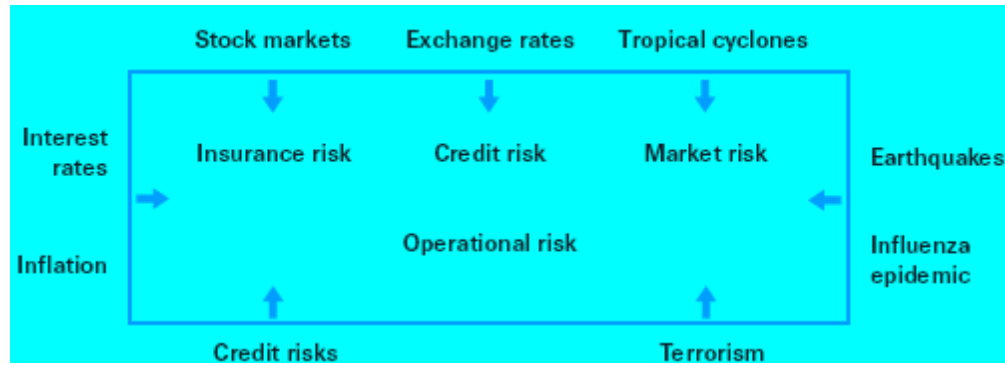 Stock markets
Exchange rates
Tropical cyclones
Interest
rates
Insurance risk
Credit risk
Market risk
Earthquakes
Operational risk
Inflation
Influenza
epidemic
Credit risks
Terrorism